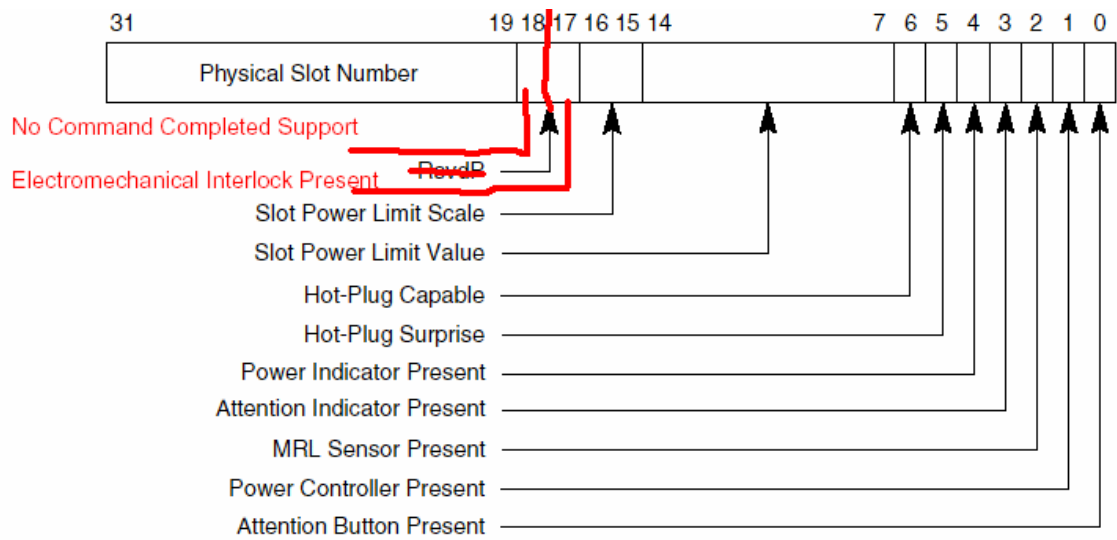 31 19 18 17 16 15 14 7 6 5 4 3 2 1 0
Physical Slot Number
No Command Completed Support
RsvdP
Electromechanical Interlock Present
Slot Power Limit Scale
Slot Power Limit Value
Hot-Plug Capable
Hot-Plug Surprise
Power Indicator Present
Attention Indicator Present
MRL Sensor Present
Power Controller Present
Attention Button Present